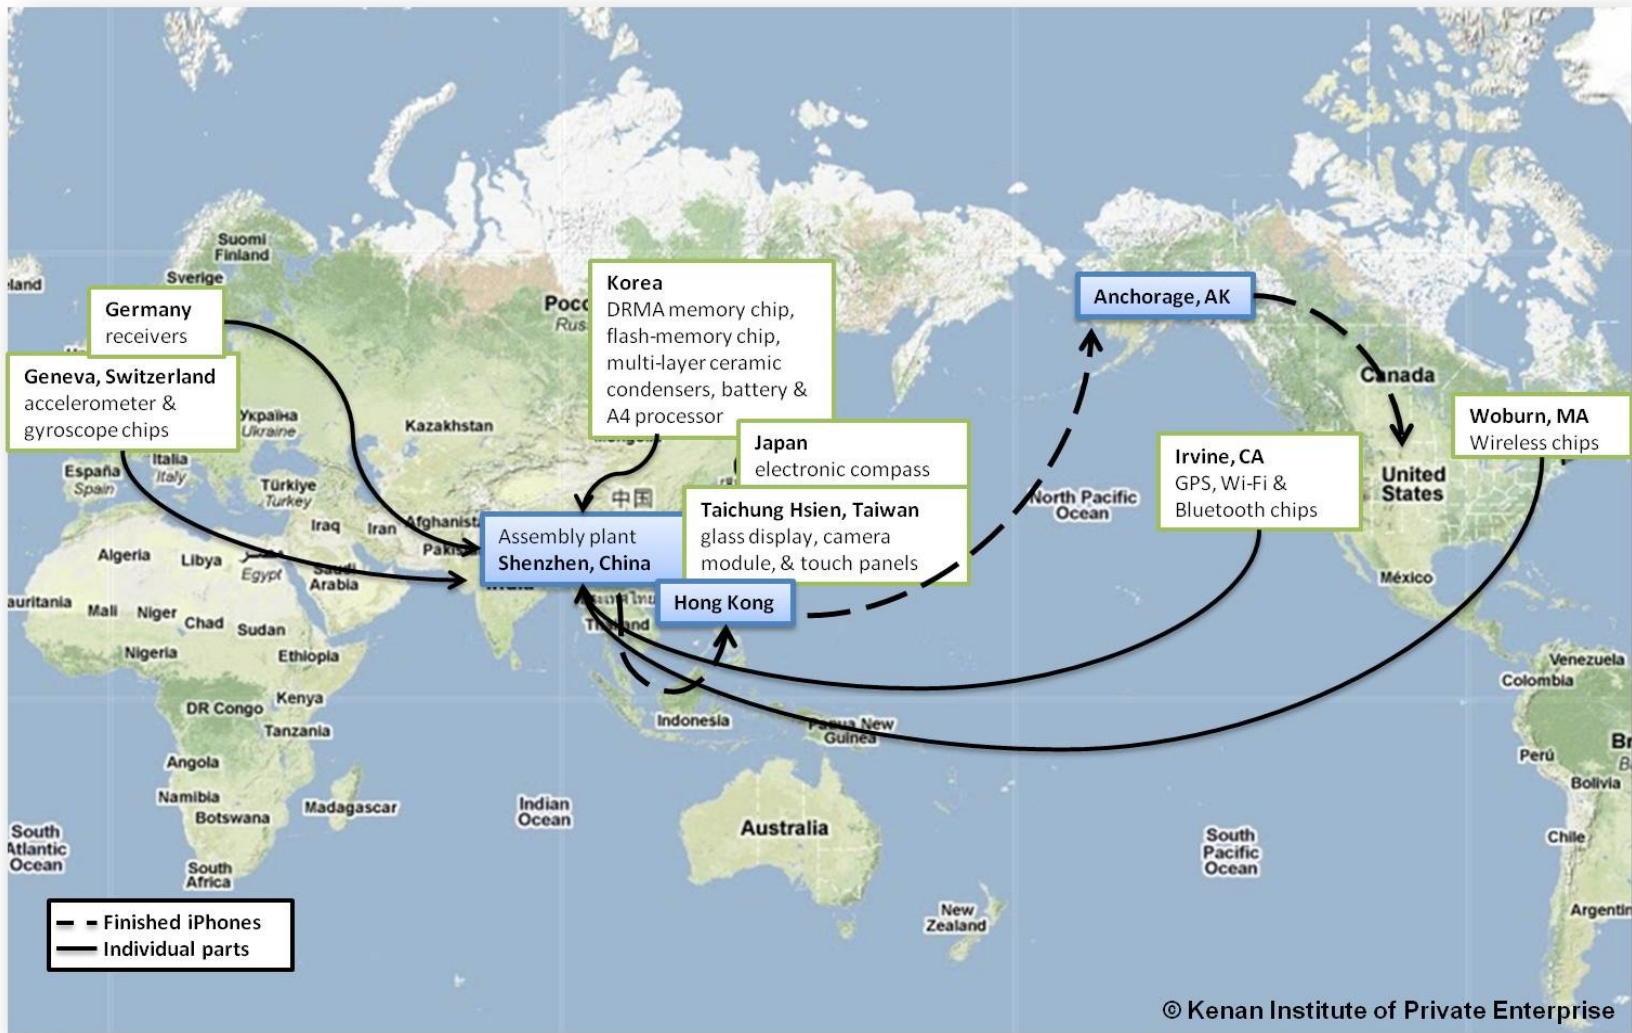 Suomi
Finland
Sverige
Germany
receivers
Geneva, Switzerland
accelerometer &
gyroscope chips
Україна
Ukraine
Kazakhstan
España
Spain
Italia
Italy
Türkiye
Turkey
Iraq
Iran
Korea
DRMA memory chip,
flash-memory chip,
multi-layer ceramic
condensers, battery &
A4 processor
Japan
electronic compass
中国
Taichung Hsien, Taiwan
glass display, camera
module, & touch panels
Assembly plant
Shenzhen, China
Hong Kong
Anchorage, AK
Canada
United
States
Woburn, MA
Wireless chips
Irvine, CA
GPS, Wi-Fi &
Bluetooth chips
North Pacific
Ocean
México
Algeria
Libya
Egypt
Saudi
Arabia
Mali
Niger
Chad
Sudan
Nigeria
Ethiopia
Kenya
DR Congo
Tanzania
Angola
Namibia
Botswana
Madagascar
South
Africa
Thailand
Indonesia
Papua New
Guinea
Indian
Ocean
Australia
New
Zealand
South
Pacific
Ocean
Venezuela
Colombia
Perú
Bolivia
Chile
South
Atlantic
Ocean
Finished iPhones
Individual parts
© Kenan Institute of Private Enterprise